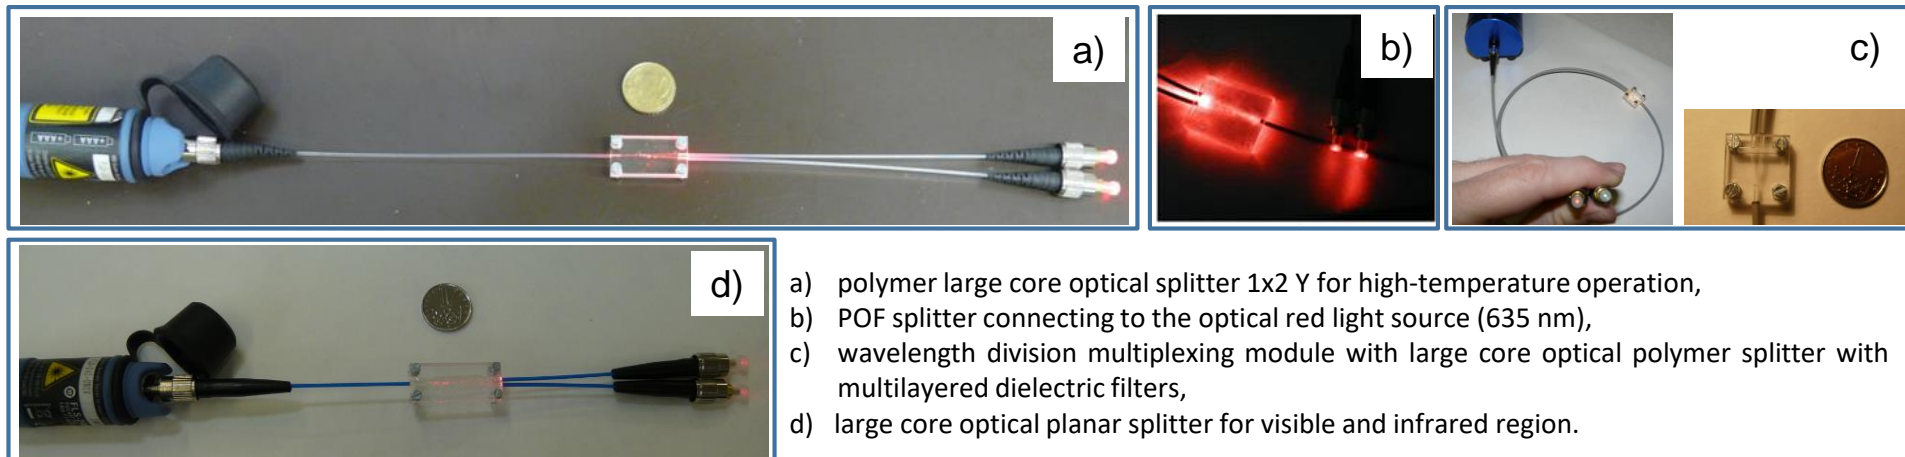 a)
b)
c)
d)
a) polymer large core optical splitter 1x2 Y for high-temperature operation,
b) POF splitter connecting to the optical red light source (635 nm),
c) wavelength division multiplexing module with large core optical polymer splitter with
multilayered dielectric filters,
d) large core optical planar splitter for visible and infrared region.